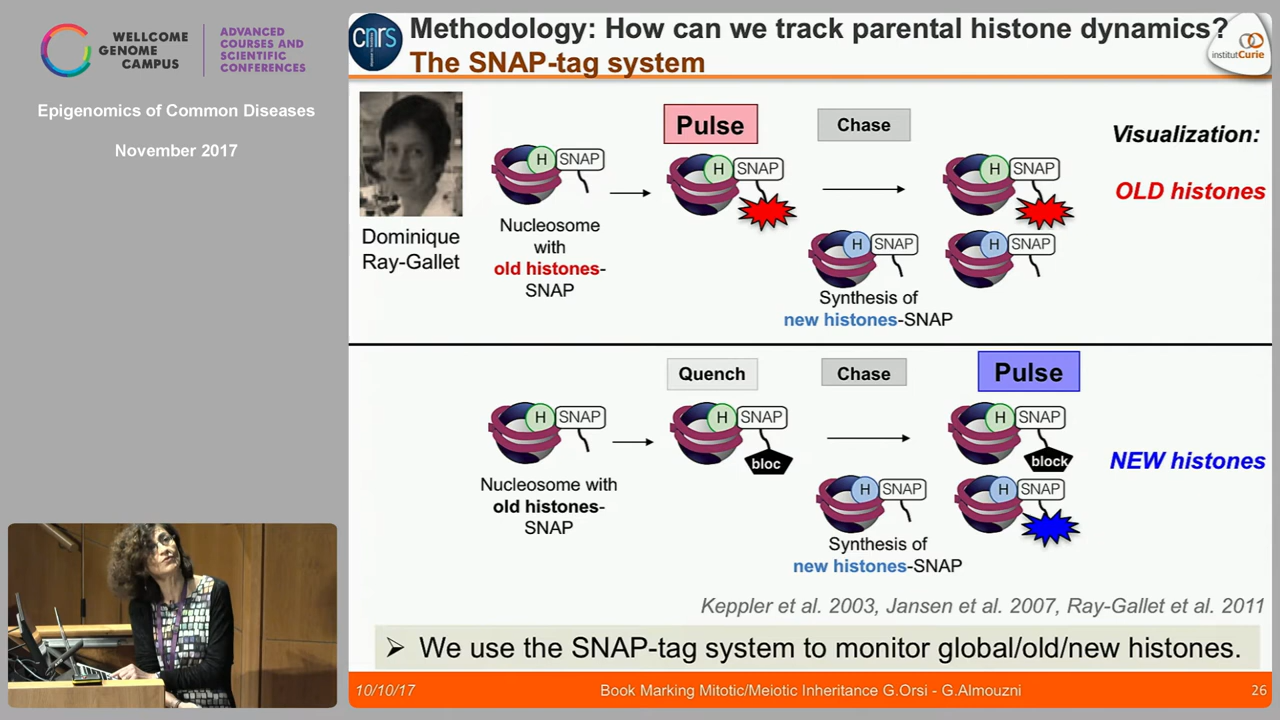 WELLCOME
GENOME
CAMPUS
ADVANCED
COURSES AND
SCIENTIFIC
CONFERENCES
Epigenomics of Common Diseases
November 2017
cnrs
Methodology: How can we track parental histone dynamics?
The SNAP-tag system
institutCurie
Dominique
Ray-Gallet
Pulse
Chase
Visualization:
H SNAP
H SNAP
H SNAP
OLD histones
Nucleosome
with
old histones-
SNAP
H SNAP
H SNAP
Synthesis of
new histones-SNAP
Quench
Chase
Pulse
H SNAP
H SNAP
H SNAP
bloc
block
NEW histones
Nucleosome with
old histones-
SNAP
H SNAP
H SNAP
Synthesis of
new histones-SNAP
Keppler et al. 2003, Jansen et al. 2007, Ray-Gallet et al. 2011
➢ We use the SNAP-tag system to monitor global/old/new histones.
10/10/17
Book Marking Mitotic/Meiotic Inheritance G.Orsi - G.Almouzni
26